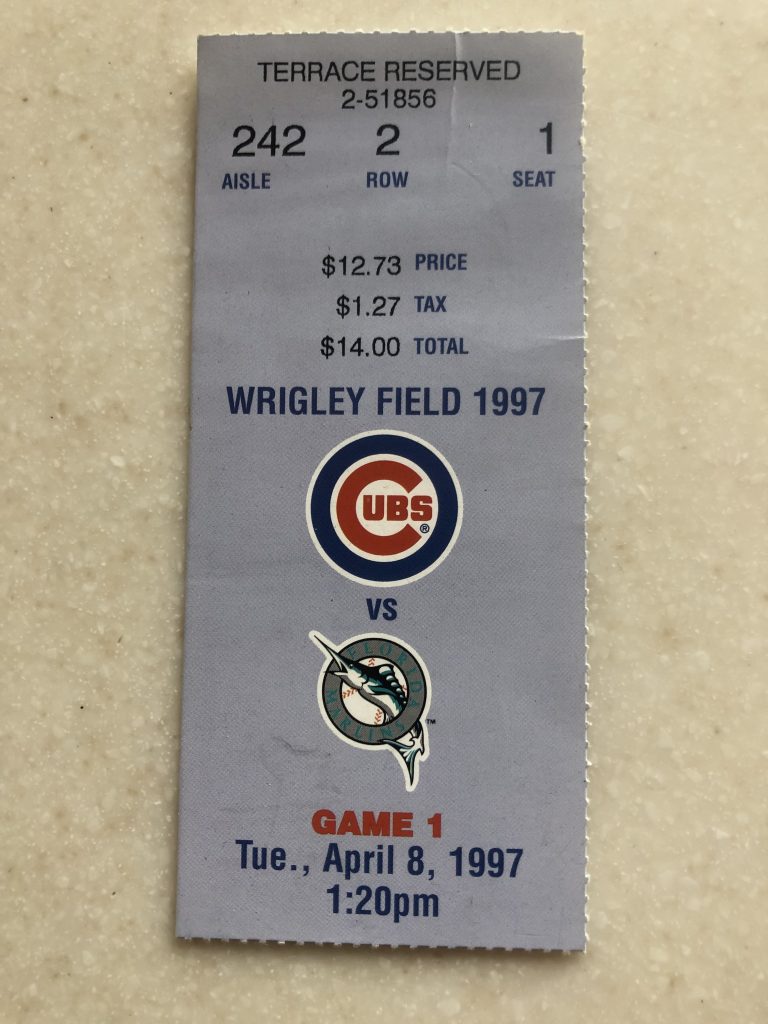 TERRACE RESERVED
2-51856
242 2 1
AISLE ROW SEAT
$12.73 PRICE
$1.27 TAX
$14.00 TOTAL
WRIGLEY FIELD 1997
CUBS ®
VS
FLORIDA
MARLINS ™
GAME 1
Tue., April 8, 1997
1:20pm